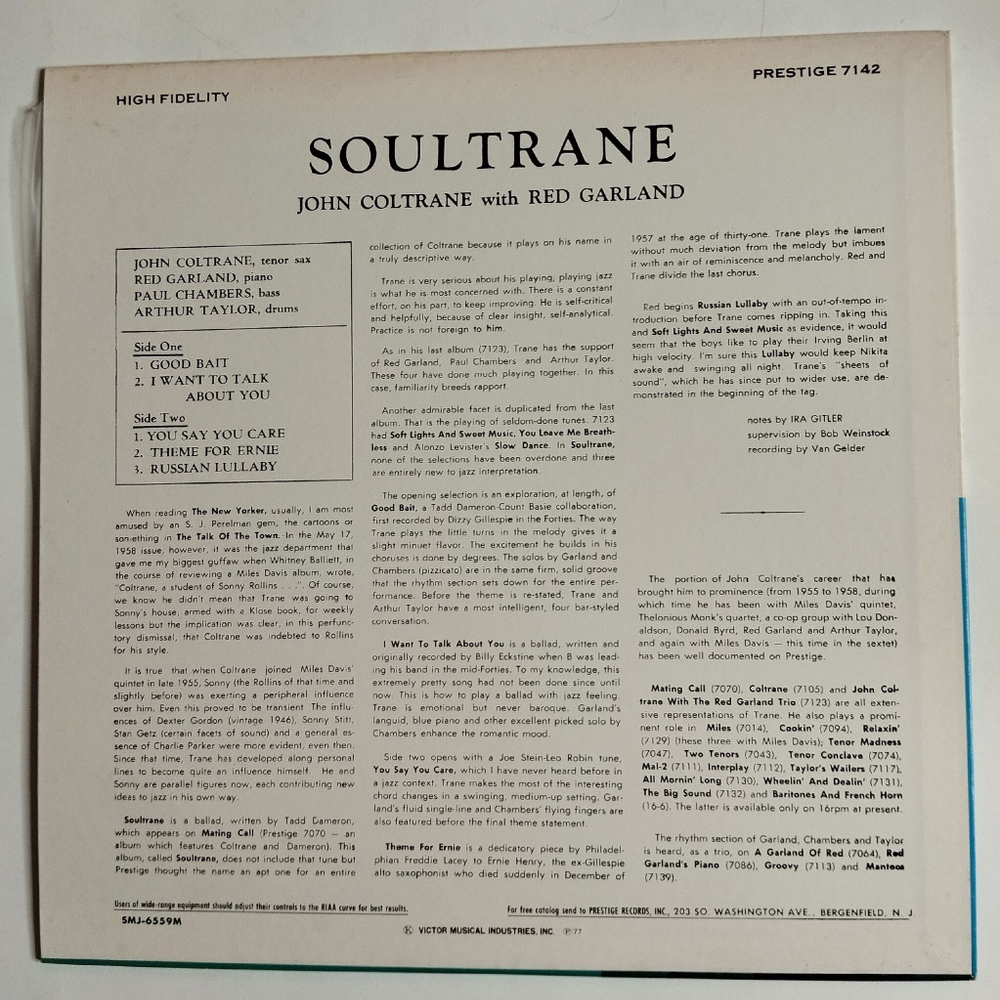 HIGH FIDELITY
PRESTIGE 7142
SOULTRANE
JOHN COLTRANE with RED GARLAND
JOHN COLTRANE, tenor sax
RED GARLAND, piano
PAUL CHAMBERS, bass
ARTHUR TAYLOR, drums
Side One
1. GOOD BAIT
2. I WANT TO TALK
ABOUT YOU
Side Two
1. YOU SAY YOU CARE
2. THEME FOR ERNIE
3. RUSSIAN LULLABY
When reading The New Yorker, usually, I am most
amused by an S. J. Perelman gem, the cartoons or
something in The Talk Of The Town. In the May 17,
1958 issue, however, it was the jazz department that
gave me my biggest guffaw when Whitney Balliett, in
the course of reviewing a Miles Davis album, wrote,
"Coltrane, a student of Sonny Rollins . . .". Of course,
we know he didn't mean that Trane was going to
Sonny's house, armed with a Klose book, for weekly
lessons but the implication was clear, in this perfunc-
tory dismissal, that Coltrane was indebted to Rollins
for his style.
It is true that when Coltrane joined Miles Davis'
quintet in late 1955, Sonny (the Rollins of that time and
slightly before) was exerting a peripheral influence
over him. Even this proved to be transient. The influ-
ences of Dexter Gordon (vintage 1946), Sonny Stitt,
Stan Getz (certain facets of sound) and a general es-
sence of Charlie Parker were more evident, even then.
Since that time, Trane has developed along personal
lines to become quite an influence himself. He and
Sonny are parallel figures now, each contributing new
ideas to jazz in his own way.
Soultrane is a ballad, written by Tadd Dameron,
which appears on Mating Call (Prestige 7070 — an
album which features Coltrane and Dameron). This
album, called Soultrane, does not include that tune but
Prestige thought the name an apt one for an entire
collection of Coltrane because it plays on his name in
a truly descriptive way.
Trane is very serious about his playing; playing jazz
is what he is most concerned with. There is a constant
effort, on his part, to keep improving. He is self-critical
and helpfully, because of clear insight, self-analytical.
Practice is not foreign to him.
As in his last album (7123), Trane has the support
of Red Garland, Paul Chambers and Arthur Taylor.
These four have done much playing together. In this
case, familiarity breeds rapport.
Another admirable facet is duplicated from the last
album. That is the playing of seldom-done tunes. 7123
had Soft Lights And Sweet Music, You Leave Me Breath-
less and Alonzo Levister's Slow Dance. In Soultrane,
none of the selections have been overdone and three
are entirely new to jazz interpretation.
The opening selection is an exploration, at length, of
Good Bait, a Tadd Dameron-Count Basie collaboration,
first recorded by Dizzy Gillespie in the Forties. The way
Trane plays the little turns in the melody gives it a
slight minuet flavor. The excitement he builds in his
choruses is done by degrees. The solos by Garland and
Chambers (pizzicato) are in the same firm, solid groove
that the rhythm section sets down for the entire per-
formance. Before the theme is re-stated, Trane and
Arthur Taylor have a most intelligent, four bar-styled
conversation.
I Want To Talk About You is a ballad, written and
originally recorded by Billy Eckstine when B was lead-
ing his band in the mid-Forties. To my knowledge, this
extremely pretty song had not been done since until
now. This is how to play a ballad with jazz feeling.
Trane is emotional but never baroque. Garland's
languid, blue piano and other excellent picked solo by
Chambers enhance the romantic mood.
Side two opens with a Joe Stein-Leo Robin tune,
You Say You Care, which I have never heard before in
a jazz context. Trane makes the most of the interesting
chord changes in a swinging, medium-up setting. Gar-
land's fluid single-line and Chambers' flying fingers are
also featured before the final theme statement.
Theme For Ernie is a dedicatory piece by Philadel-
phian Freddie Lacey to Ernie Henry, the ex-Gillespie
alto saxophonist who died suddenly in December of
1957 at the age of thirty-one. Trane plays the lament
without much deviation from the melody but imbues
it with an air of reminiscence and melancholy. Red and
Trane divide the last chorus.
Red begins Russian Lullaby with an out-of-tempo in-
troduction before Trane comes ripping in. Taking this
and Soft Lights And Sweet Music as evidence, it would
seem that the boys like to play their Irving Berlin at
high velocity. I'm sure this Lullaby would keep Nikita
awake and swinging all night. Trane's "sheets of
sound", which he has since put to wider use, are de-
monstrated in the beginning of the tag.
notes by IRA GITLER
supervision by Bob Weinstock
recording by Van Gelder
The portion of John Coltrane's career that has
brought him to prominence (from 1955 to 1958, during
which time he has been with Miles Davis' quintet,
Thelonious Monk's quartet, a co-op group with Lou Don-
aldson, Donald Byrd, Red Garland and Arthur Taylor,
and again with Miles Davis — this time in the sextet)
has been well documented on Prestige.
Mating Call (7070), Coltrane (7105) and John Col-
trane With The Red Garland Trio (7123) are all exten-
sive representations of Trane. He also plays a promi-
nent role in Miles (7014), Cookin' (7094), Relaxin'
(7129) (these three with Miles Davis); Tenor Madness
(7047), Two Tenors (7043), Tenor Conclave (7074),
Mal-2 (7111), Interplay (7112), Taylor's Wailers (7117),
All Mornin' Long (7130), Wheelin' And Dealin' (7131),
The Big Sound (7132) and Baritones And French Horn
(16-6). The latter is available only on 16rpm at present.
The rhythm section of Garland, Chambers and Taylor
is heard, as a trio, on A Garland Of Red (7064), Red
Garland's Piano (7086), Groovy (7113) and Manteca
(7139).
Users of wide-range equipment should adjust their controls to the RIAA curve for best results.
For free catalog send to PRESTIGE RECORDS, INC., 203 SO. WASHINGTON AVE., BERGENFIELD, N. J.
SMJ-6559M
Ⓚ VICTOR MUSICAL INDUSTRIES, INC. ℗ 77